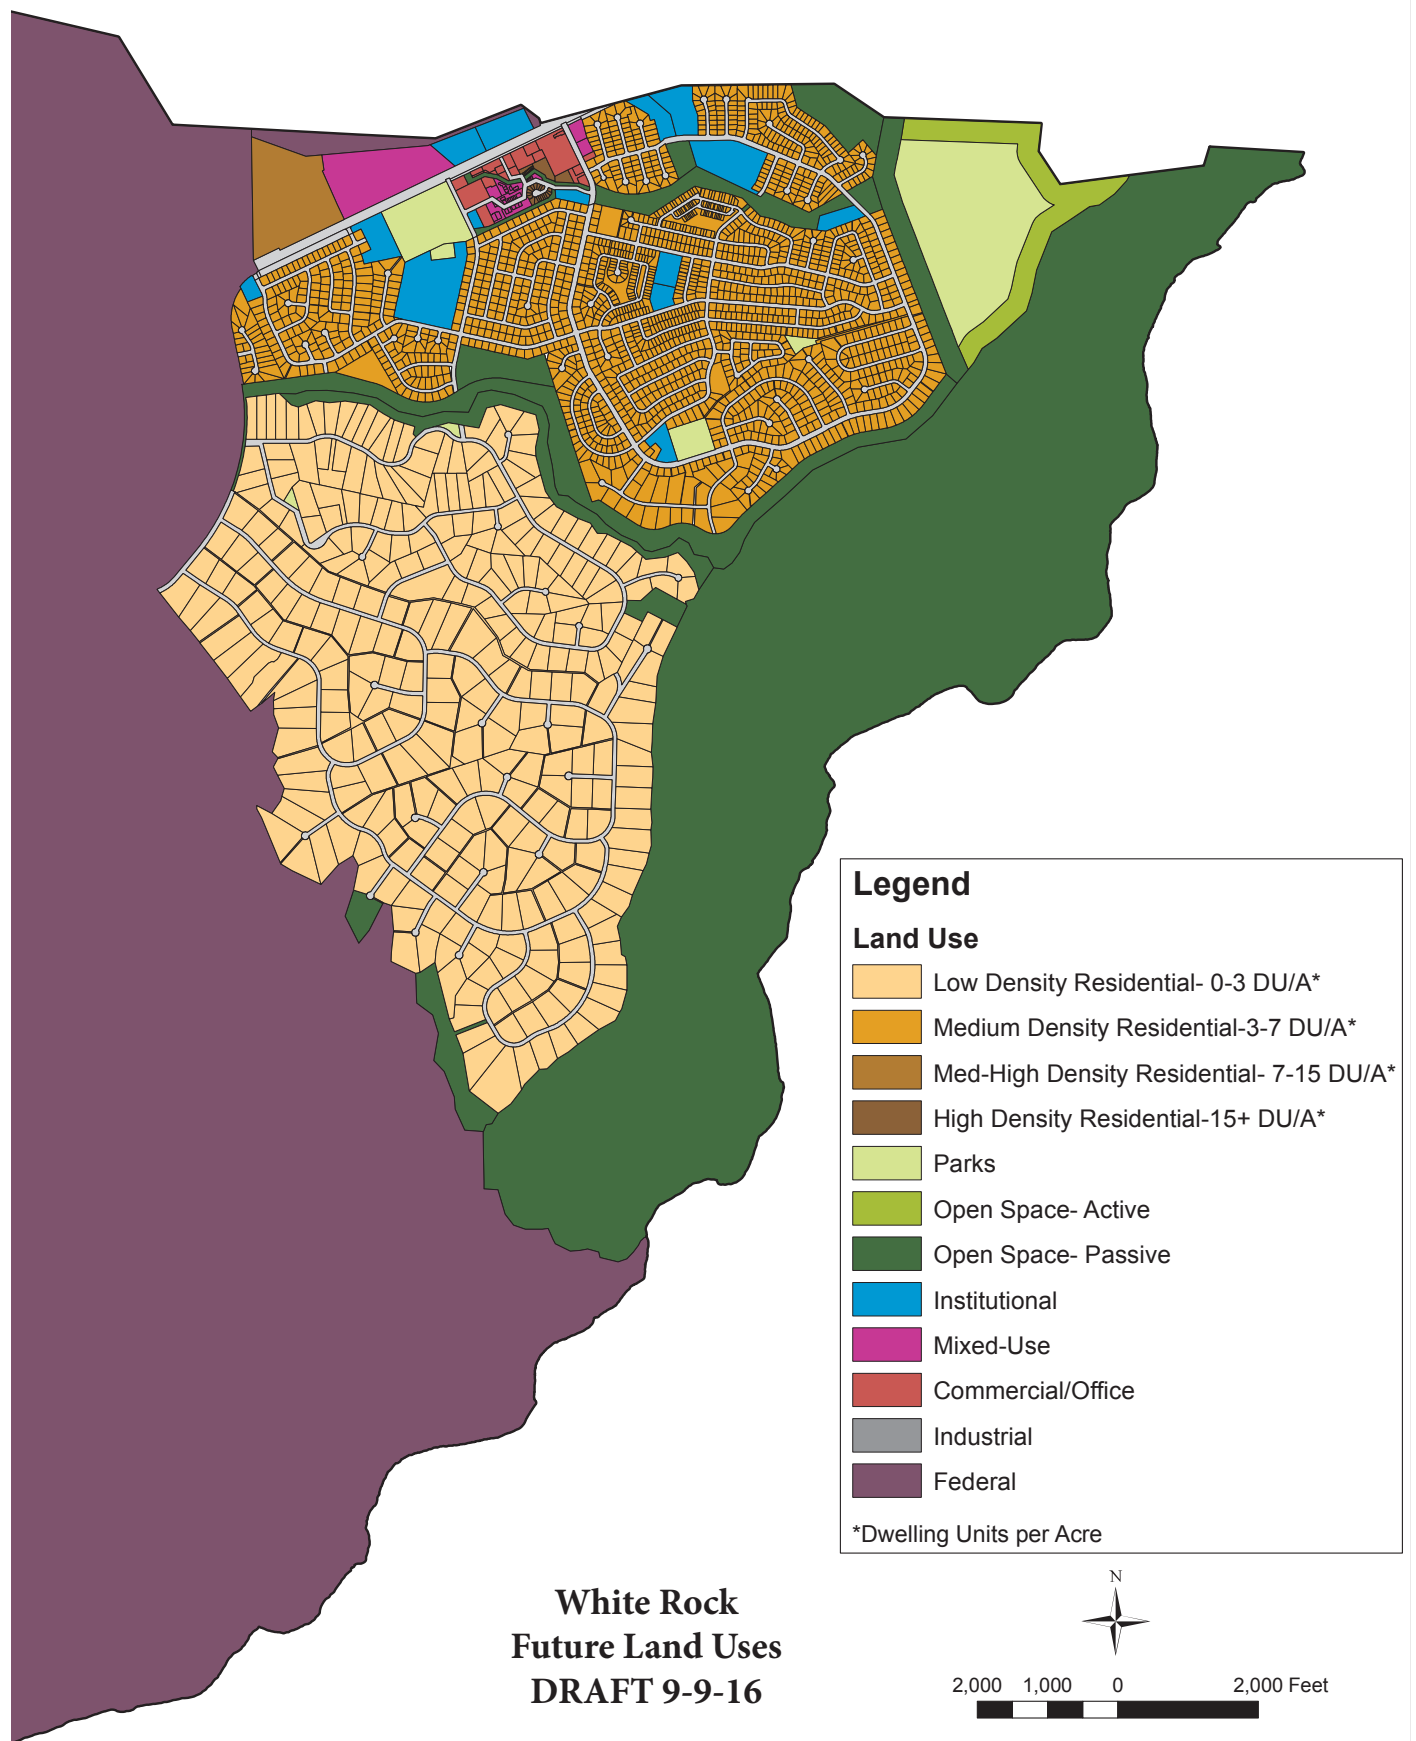 Legend
Land Use
Low Density Residential- 0-3 DU/A*
Medium Density Residential-3-7 DU/A*
Med-High Density Residential- 7-15 DU/A*
High Density Residential-15+ DU/A*
Parks
Open Space- Active
Open Space- Passive
Institutional
Mixed-Use
Commercial/Office
Industrial
Federal
*Dwelling Units per Acre
N
White Rock
Future Land Uses
DRAFT 9-9-16
2,000 1,000 0 2,000 Feet